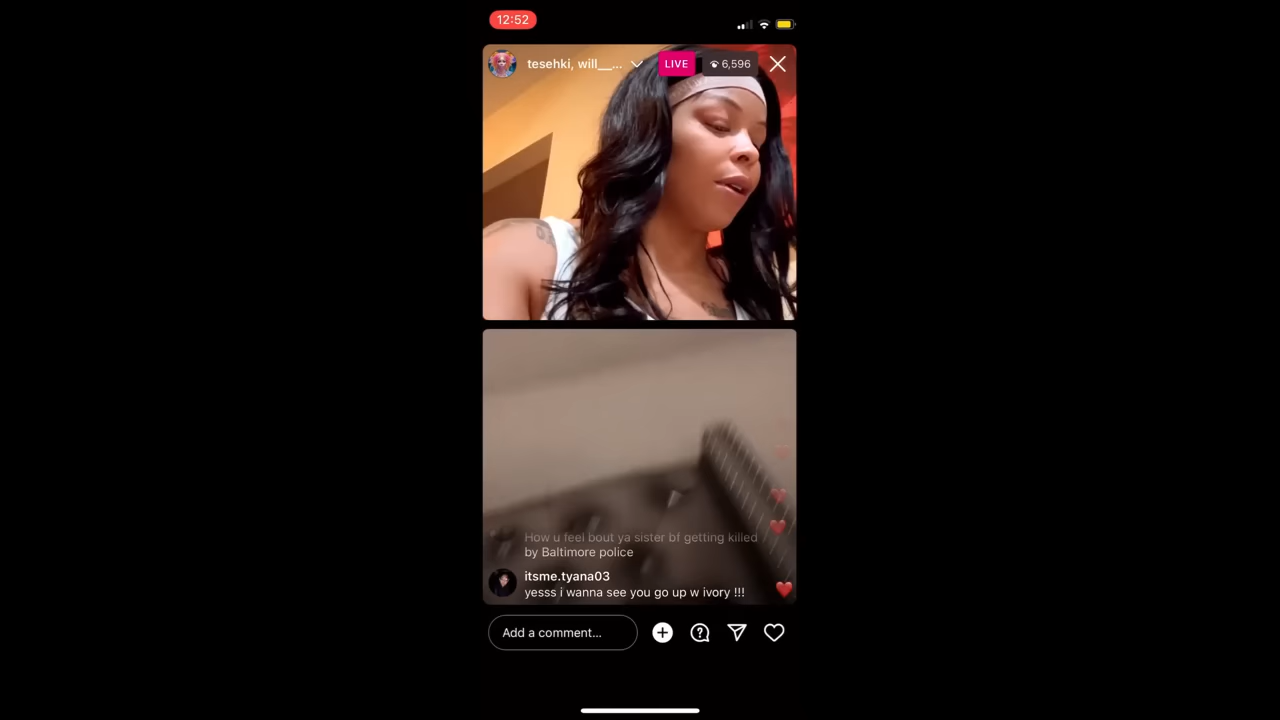 12:52
tesehki, will__...
LIVE
6,596
How u feel bout ya sister bf getting killed
by Baltimore police
itsme.tyana03
yesss i wanna see you go up w ivory !!!
Add a comment...